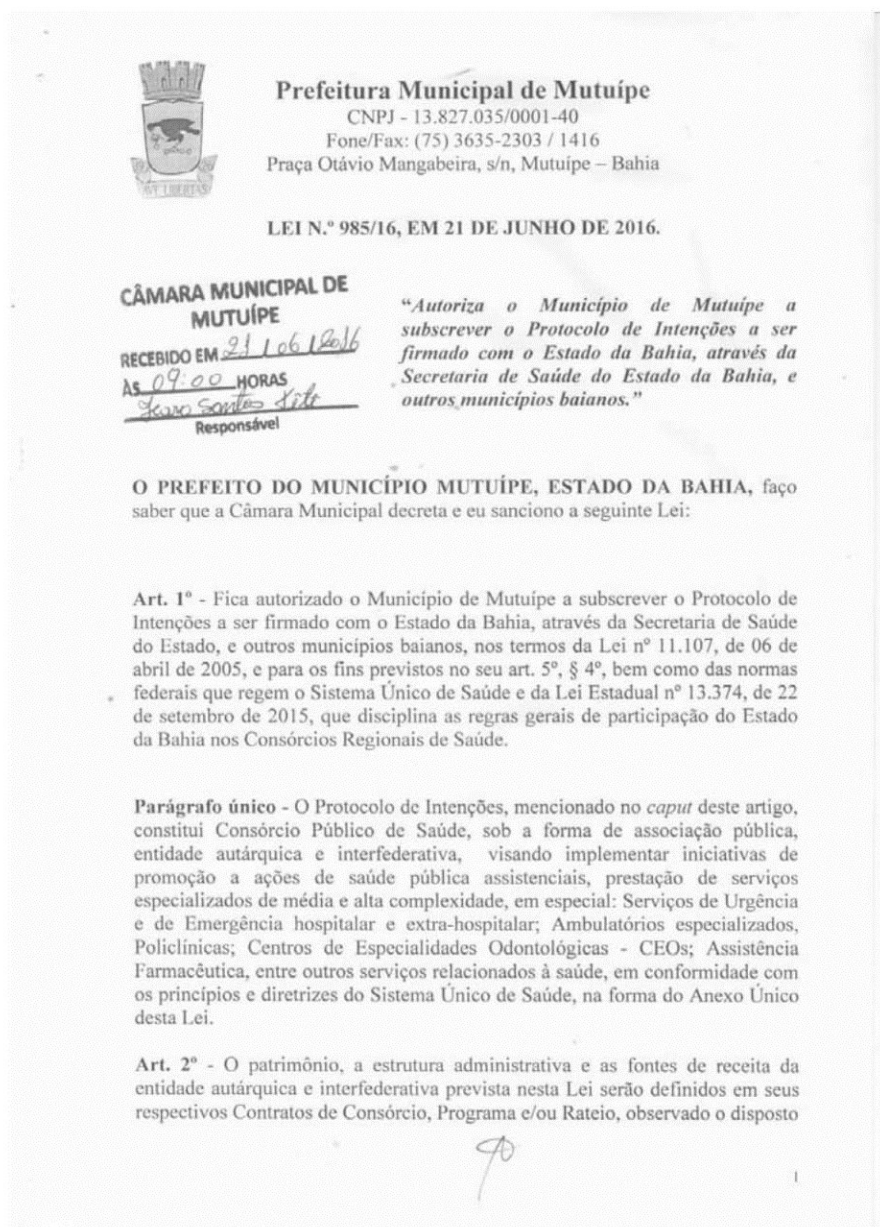 Prefeitura Municipal de Mutuípe
CNPJ - 13.827.035/0001-40
Fone/Fax: (75) 3635-2303 / 1416
Praça Otávio Mangabeira, s/n, Mutuípe – Bahia
LEI N.º 985/16, EM 21 DE JUNHO DE 2016.
CÂMARA MUNICIPAL DE
MUTUÍPE
RECEBIDO EM 21/06/2016
ÀS 09:00 HORAS
Santos
Responsável
“Autoriza o Município de Mutuípe a
subscrever o Protocolo de Intenções a ser
firmado com o Estado da Bahia, através da
Secretaria de Saúde do Estado da Bahia, e
outros municípios baianos.”
O PREFEITO DO MUNICÍPIO MUTUÍPE, ESTADO DA BAHIA, faço
saber que a Câmara Municipal decreta e eu sanciono a seguinte Lei:
Art. 1º - Fica autorizado o Município de Mutuípe a subscrever o Protocolo de
Intenções a ser firmado com o Estado da Bahia, através da Secretaria de Saúde
do Estado, e outros municípios baianos, nos termos da Lei nº 11.107, de 06 de
abril de 2005, e para os fins previstos no seu art. 5º, § 4º, bem como das normas
federais que regem o Sistema Único de Saúde e da Lei Estadual nº 13.374, de 22
de setembro de 2015, que disciplina as regras gerais de participação do Estado
da Bahia nos Consórcios Regionais de Saúde.
Parágrafo único - O Protocolo de Intenções, mencionado no caput deste artigo,
constitui Consórcio Público de Saúde, sob a forma de associação pública,
entidade autárquica e interfederativa, visando implementar iniciativas de
promoção a ações de saúde pública assistenciais, prestação de serviços
especializados de média e alta complexidade, em especial: Serviços de Urgência
e de Emergência hospitalar e extra-hospitalar; Ambulatórios especializados,
Policlínicas; Centros de Especialidades Odontológicas - CEOs; Assistência
Farmacêutica, entre outros serviços relacionados à saúde, em conformidade com
os princípios e diretrizes do Sistema Único de Saúde, na forma do Anexo Único
desta Lei.
Art. 2º - O patrimônio, a estrutura administrativa e as fontes de receita da
entidade autárquica e interfederativa prevista nesta Lei serão definidos em seus
respectivos Contratos de Consórcio, Programa e/ou Rateio, observado o disposto
1